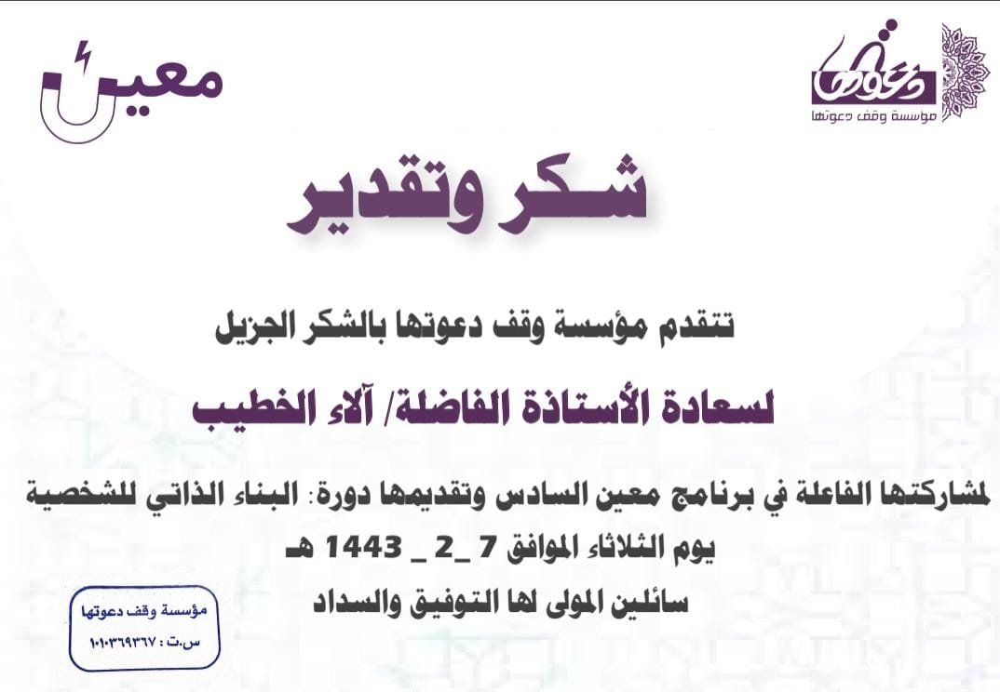 معين
دعوتها
مؤسسة وقف دعوتها
شكر وتقدير
تتقدم مؤسسة وقف دعوتها بالشكر الجزيل
لسعادة الأستاذة الفاضلة/ آلاء الخطيب
لمشاركتها الفاعلة في برنامج معين السادس وتقديمها دورة: البناء الذاتي للشخصية
يوم الثلاثاء الموافق 7 _2 _ 1443 هـ
سائلين المولى لها التوفيق والسداد
مؤسسة وقف دعوتها
س.ت : ١٠١٠٣٦٩٣٦٧